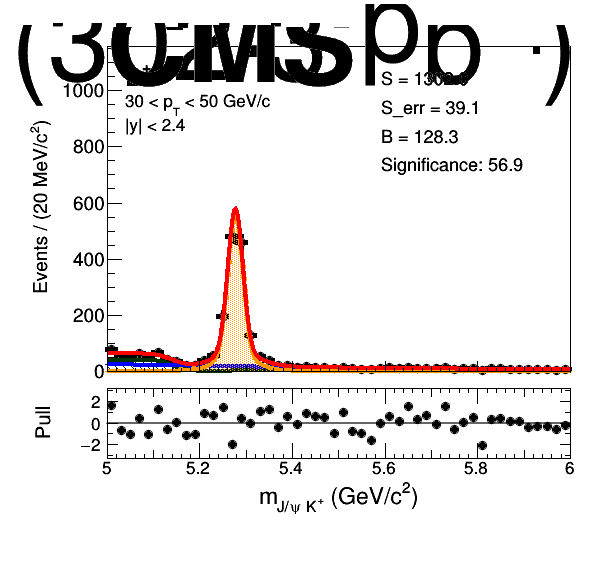 CMS
30 < pT < 50 GeV/c
|y| < 2.4
S_err = 39.1
B = 128.3
Significance: 56.9
Events / (20 MeV/c²)
1000
800
600
400
200
0
Pull
2
0
−2
5 5.2 5.4 5.6 5.8 6
m J/ψ K⁺ (GeV/c²)